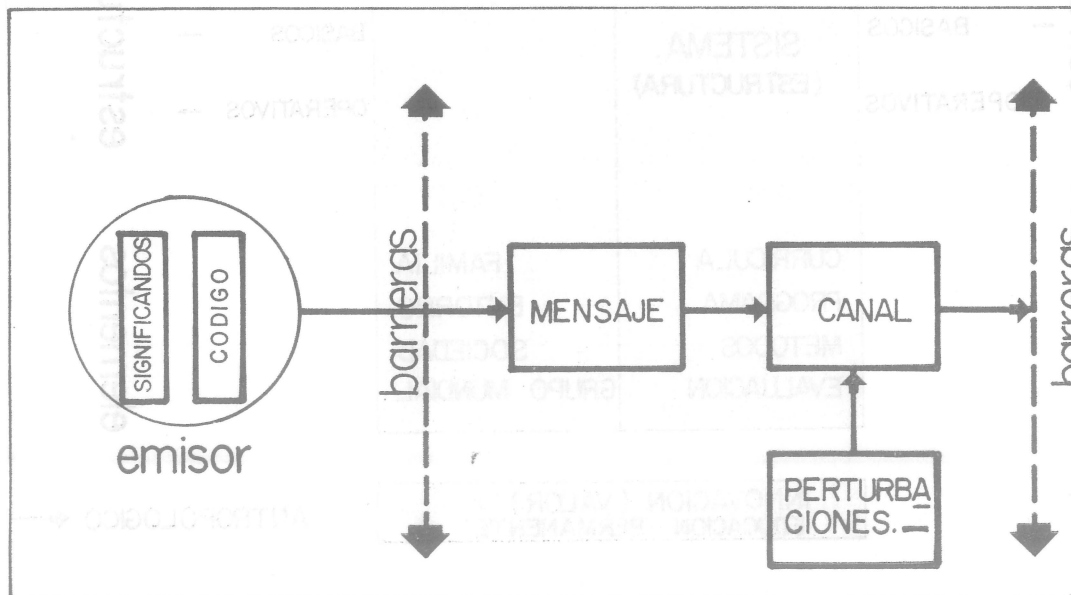 SIGNIFICANDOS
CODIGO
emisor
barreras
MENSAJE
CANAL
PERTURBA
CIONES.
barreras